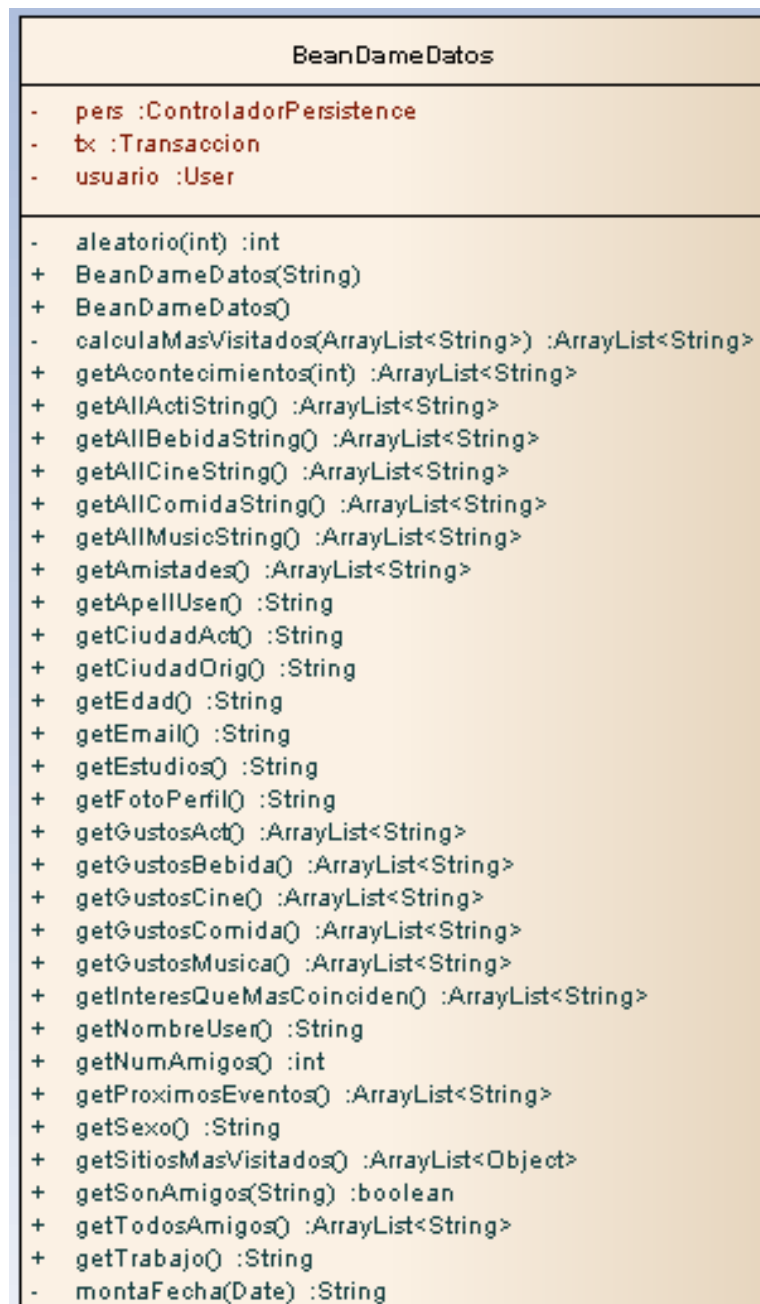 BeanDameDatos
- pers :ControladorPersistence
- tx :Transaccion
- usuario :User
- aleatorio(int) :int
+ BeanDameDatos(String)
+ BeanDameDatos()
- calculaMasVisitados(ArrayList<String>) :ArrayList<String>
+ getAcontecimientos(int) :ArrayList<String>
+ getAllActiString() :ArrayList<String>
+ getAllBebidaString() :ArrayList<String>
+ getAllCineString() :ArrayList<String>
+ getAllComidaString() :ArrayList<String>
+ getAllMusicString() :ArrayList<String>
+ getAmistades() :ArrayList<String>
+ getApellUser() :String
+ getCiudadAct() :String
+ getCiudadOrig() :String
+ getEdad() :String
+ getEmail() :String
+ getEstudios() :String
+ getFotoPerfil() :String
+ getGustosAct() :ArrayList<String>
+ getGustosBebida() :ArrayList<String>
+ getGustosCine() :ArrayList<String>
+ getGustosComida() :ArrayList<String>
+ getGustosMusica() :ArrayList<String>
+ getInteresQueMasCoinciden() :ArrayList<String>
+ getNombreUser() :String
+ getNumAmigos() :int
+ getProximosEventos() :ArrayList<String>
+ getSexo() :String
+ getSitiosMasVisitados() :ArrayList<Object>
+ getSonAmigos(String) :boolean
+ getTodosAmigos() :ArrayList<String>
+ getTrabajo() :String
- montaFecha(Date) :String